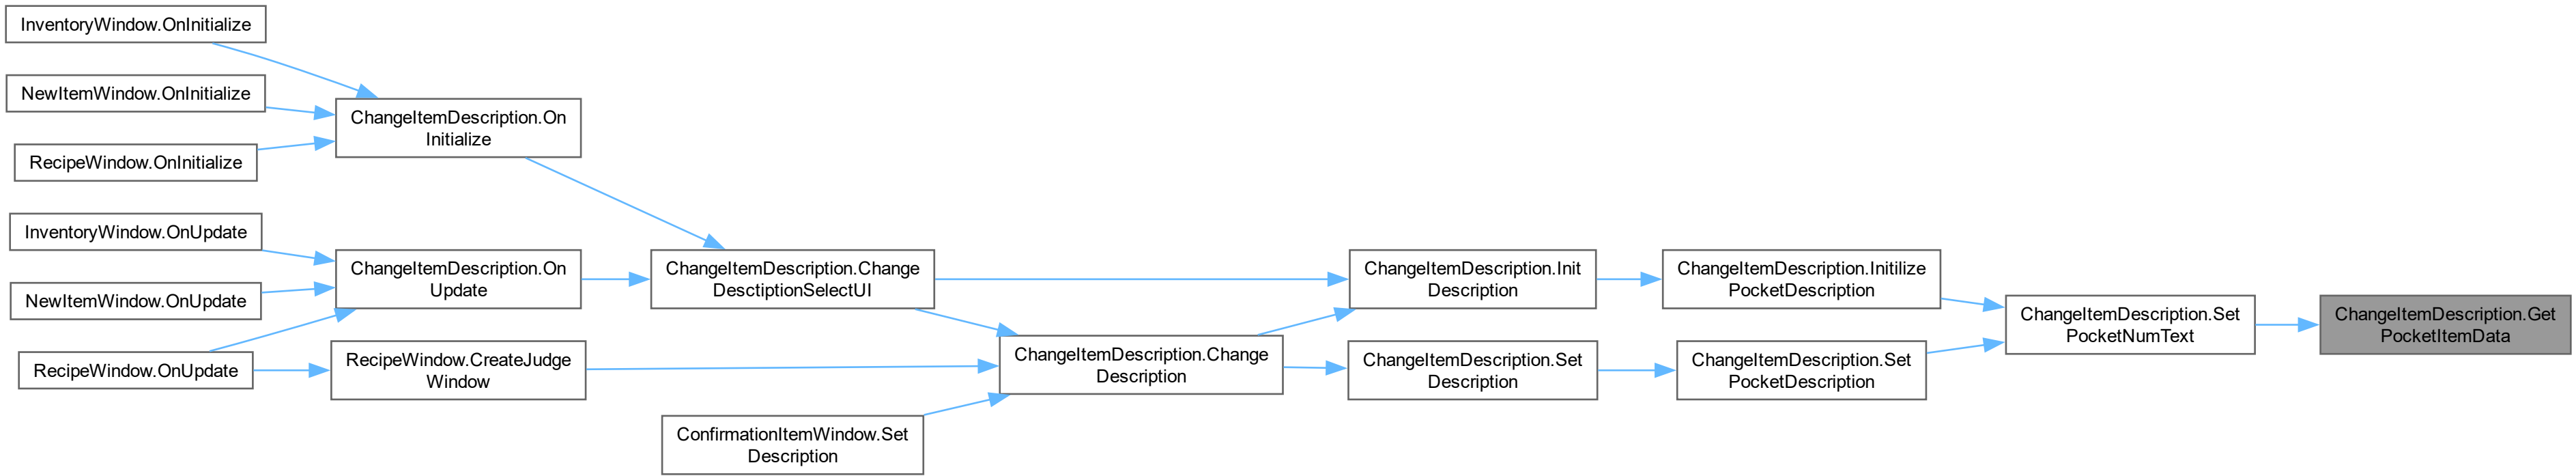 InventoryWindow.OnInitialize
NewItemWindow.OnInitialize
RecipeWindow.OnInitialize
InventoryWindow.OnUpdate
NewItemWindow.OnUpdate
RecipeWindow.OnUpdate
ChangeItemDescription.On
Initialize
ChangeItemDescription.On
Update
RecipeWindow.CreateJudge
Window
ChangeItemDescription.Change
DesctiptionSelectUI
ConfirmationItemWindow.Set
Description
ChangeItemDescription.Change
Description
ChangeItemDescription.Init
Description
ChangeItemDescription.Set
Description
ChangeItemDescription.Initilize
PocketDescription
ChangeItemDescription.Set
PocketDescription
ChangeItemDescription.Set
PocketNumText
ChangeItemDescription.Get
PocketItemData